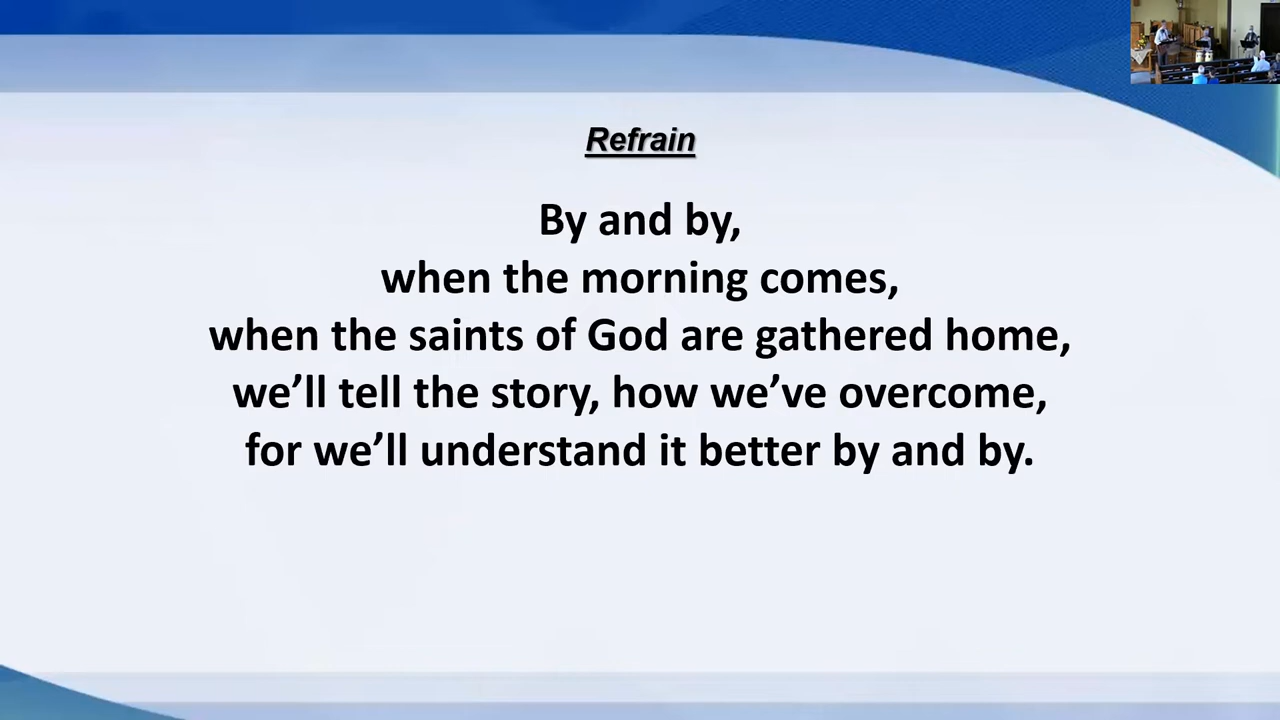 Refrain
By and by,
when the morning comes,
when the saints of God are gathered home,
we’ll tell the story, how we’ve overcome,
for we’ll understand it better by and by.